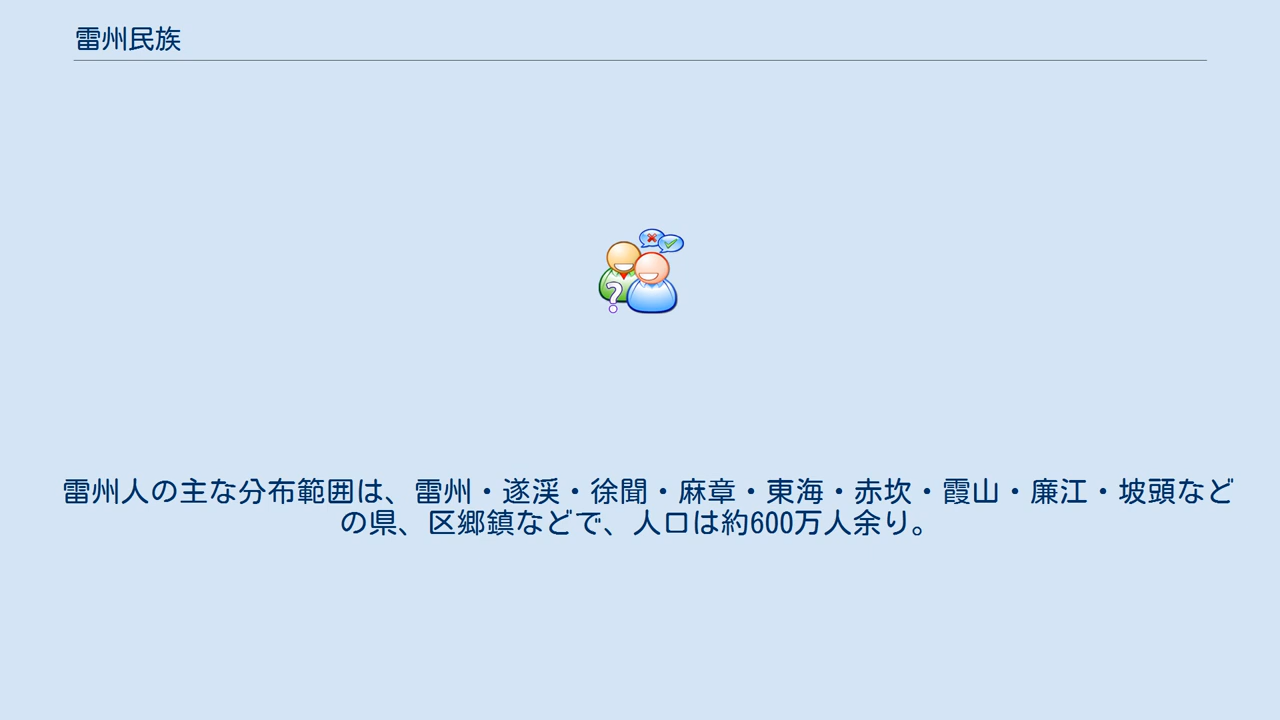 雷州民族
雷州人の主な分布範囲は、雷州・遂渓・徐聞・麻章・東海・赤坎・霞山・廉江・坡頭など
の県、区郷鎮などで、人口は約600万人余り。